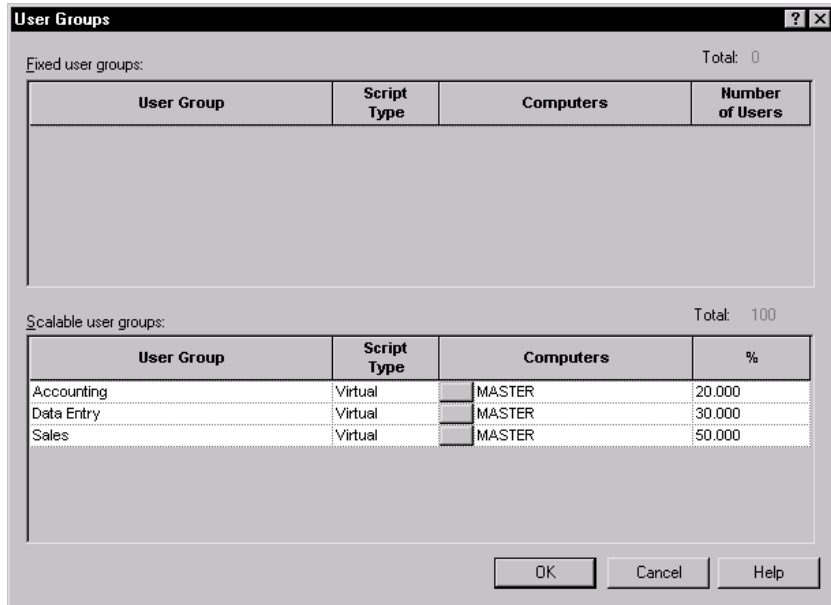 User Groups
Fixed user groups: Total: 0
User Group Script Type Computers Number of Users
Scalable user groups: Total: 100
User Group Script Type Computers %
Accounting Virtual MASTER 20.000
Data Entry Virtual MASTER 30.000
Sales Virtual MASTER 50.000
OK Cancel Help